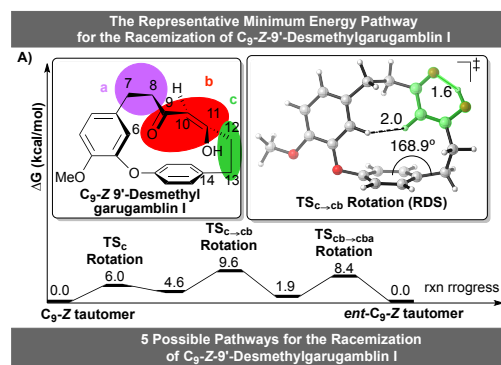 The Representative Minimum Energy Pathway
for the Racemization of C₉-Z-9'-Desmethylgarugamblin I
A)
ΔG (kcal/mol)
a
7
8
H
b
9
O
10
11
c
12
6
OH
MeO
O
14
13
C₉-Z 9'-Desmethyl
garugamblin I
‡
1.6
2.0
168.9º
TSc→cb Rotation (RDS)
TSc
Rotation
TSc→cb
Rotation
TScb→cba
Rotation
0.0
6.0
4.6
9.6
1.9
8.4
0.0
rxn rrogress
C₉-Z tautomer
ent-C₉-Z tautomer
5 Possible Pathways for the Racemization
of C₉-Z-9'-Desmethylgarugamblin I